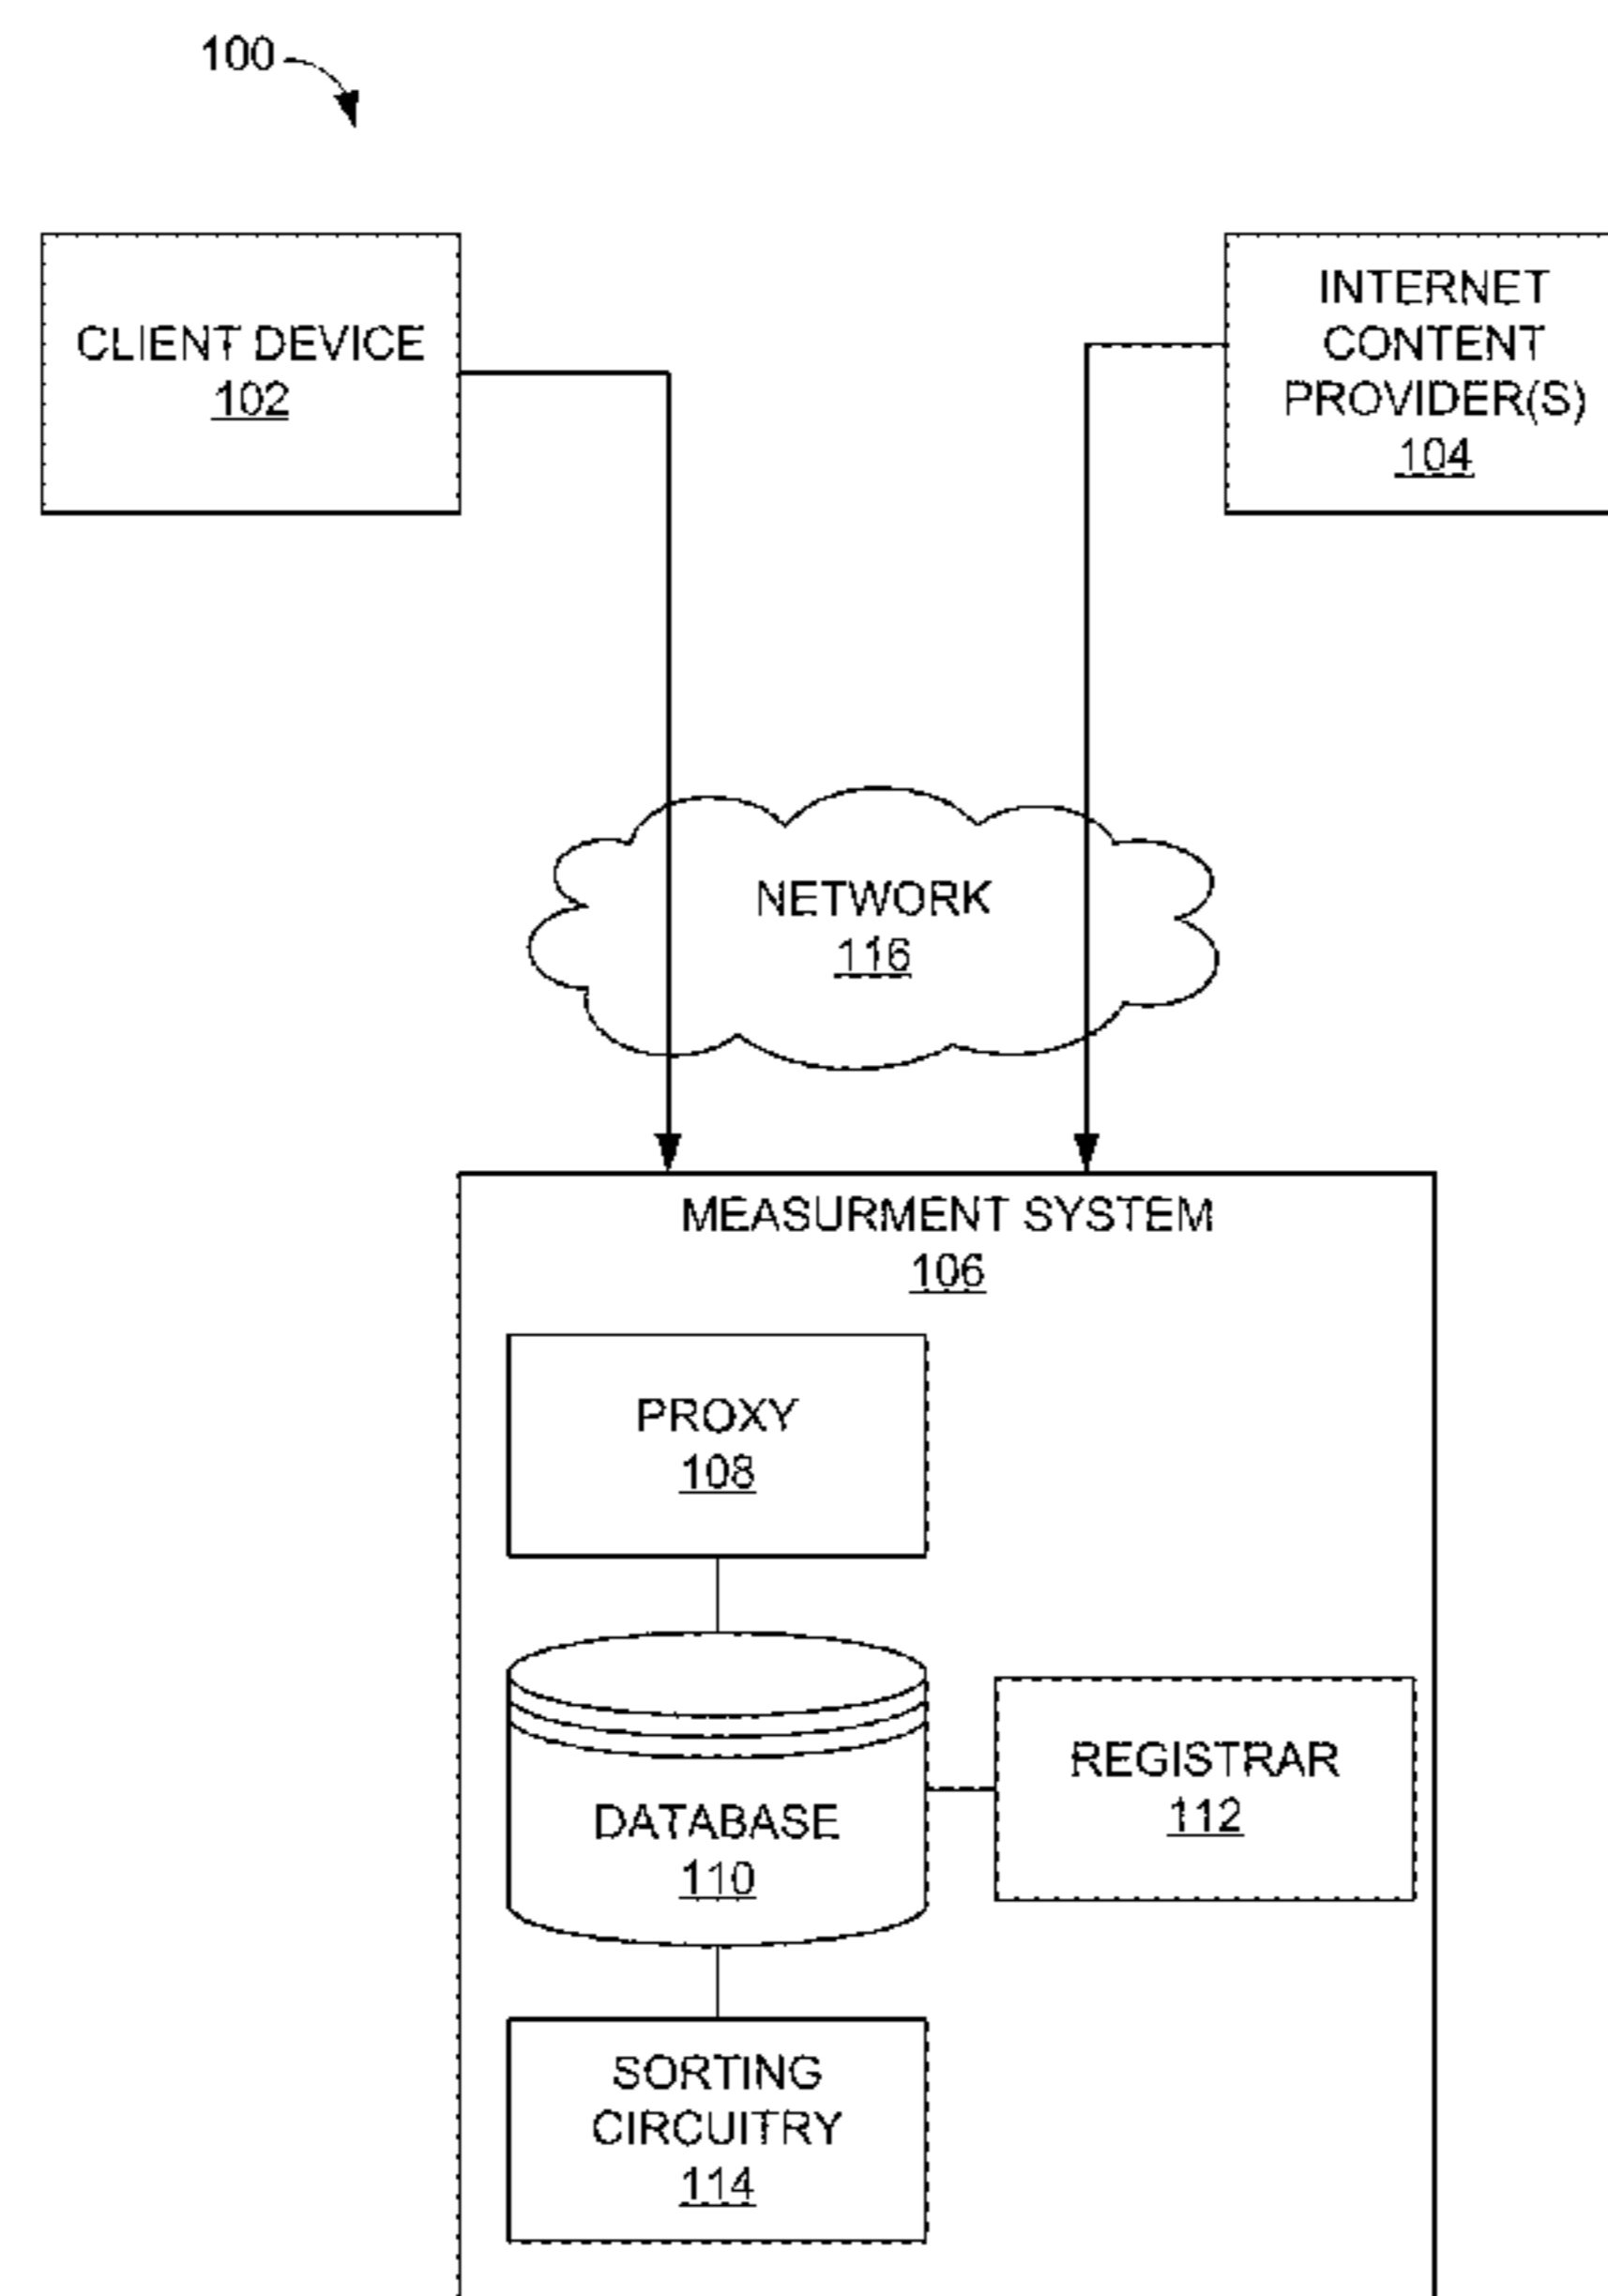 100
CLIENT DEVICE
102
INTERNET
CONTENT
PROVIDER(S)
104
NETWORK
116
MEASURMENT SYSTEM
106
PROXY
108
DATABASE
110
REGISTRAR
112
SORTING
CIRCUITRY
114